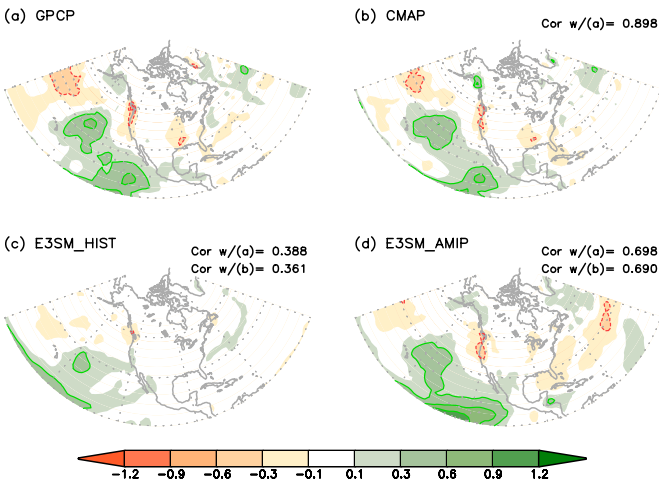 (a) GPCP
(b) CMAP
Cor w/(a)= 0.898
(c) E3SM_HIST
Cor w/(a)= 0.388
Cor w/(b)= 0.361
(d) E3SM_AMIP
Cor w/(a)= 0.698
Cor w/(b)= 0.690
-1.2 -0.9 -0.6 -0.3 -0.1 0.1 0.3 0.6 0.9 1.2